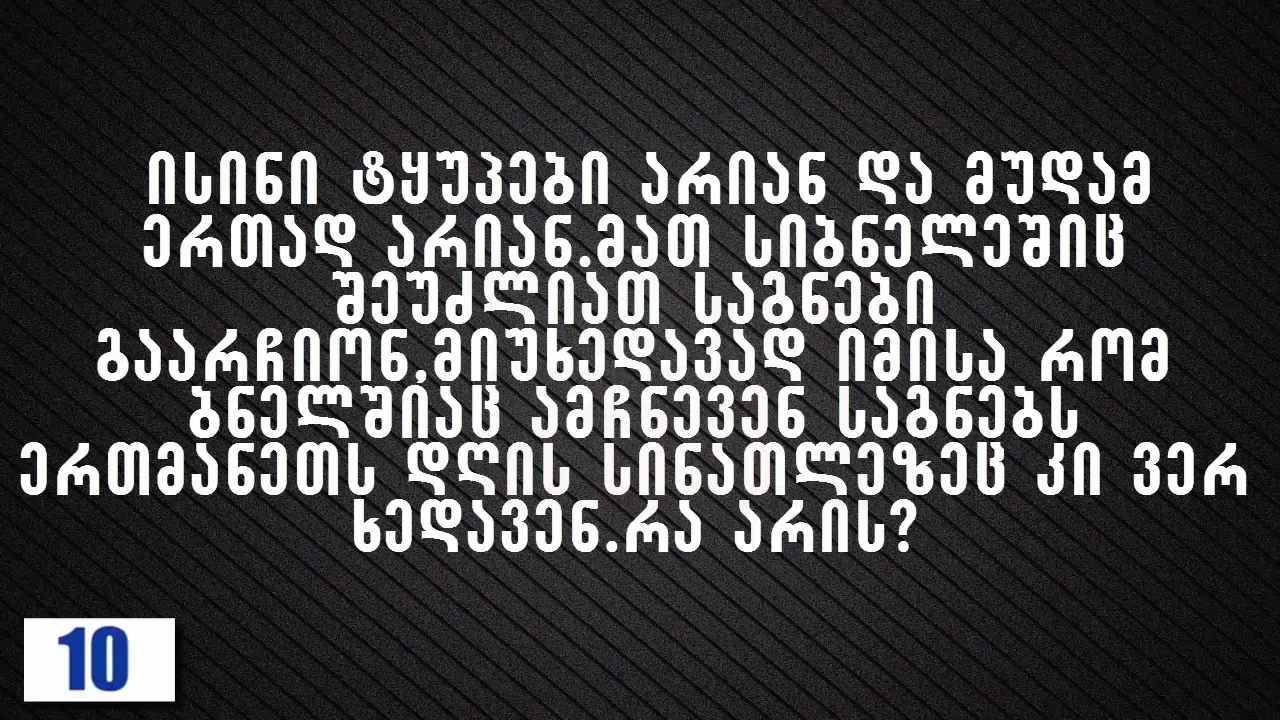 ისინი ტყუპები არიან და მუდამ
ერთად არიან.მათ სიბნელეშიც
შეუძლიათ საგნები
გაარჩიონ.მიუხედავად იმისა რომ
ბნელშიაც ამჩნევენ საგნებს
ერთმანეთს დღის სინათლეზეც კი ვერ
ხედავენ.რა არის?
10